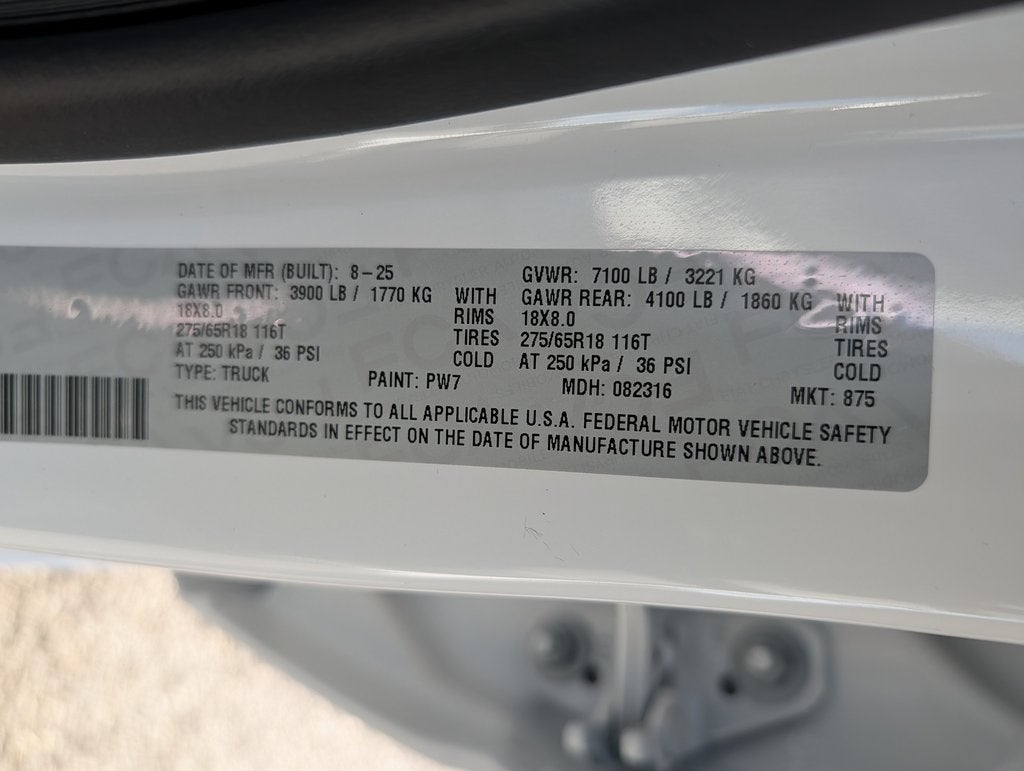 DATE OF MFR (BUILT): 8-25 GVWR: 7100 LB / 3221 KG
GAWR FRONT: 3900 LB / 1770 KG WITH GAWR REAR: 4100 LB / 1860 KG WITH
18X8.0 RIMS 18X8.0 RIMS
275/65R18 116T TIRES 275/65R18 116T TIRES
AT 250 kPa / 36 PSI COLD AT 250 kPa / 36 PSI COLD
TYPE: TRUCK PAINT: PW7 MDH: 082316 MKT: 875
THIS VEHICLE CONFORMS TO ALL APPLICABLE U.S.A. FEDERAL MOTOR VEHICLE SAFETY
STANDARDS IN EFFECT ON THE DATE OF MANUFACTURE SHOWN ABOVE.